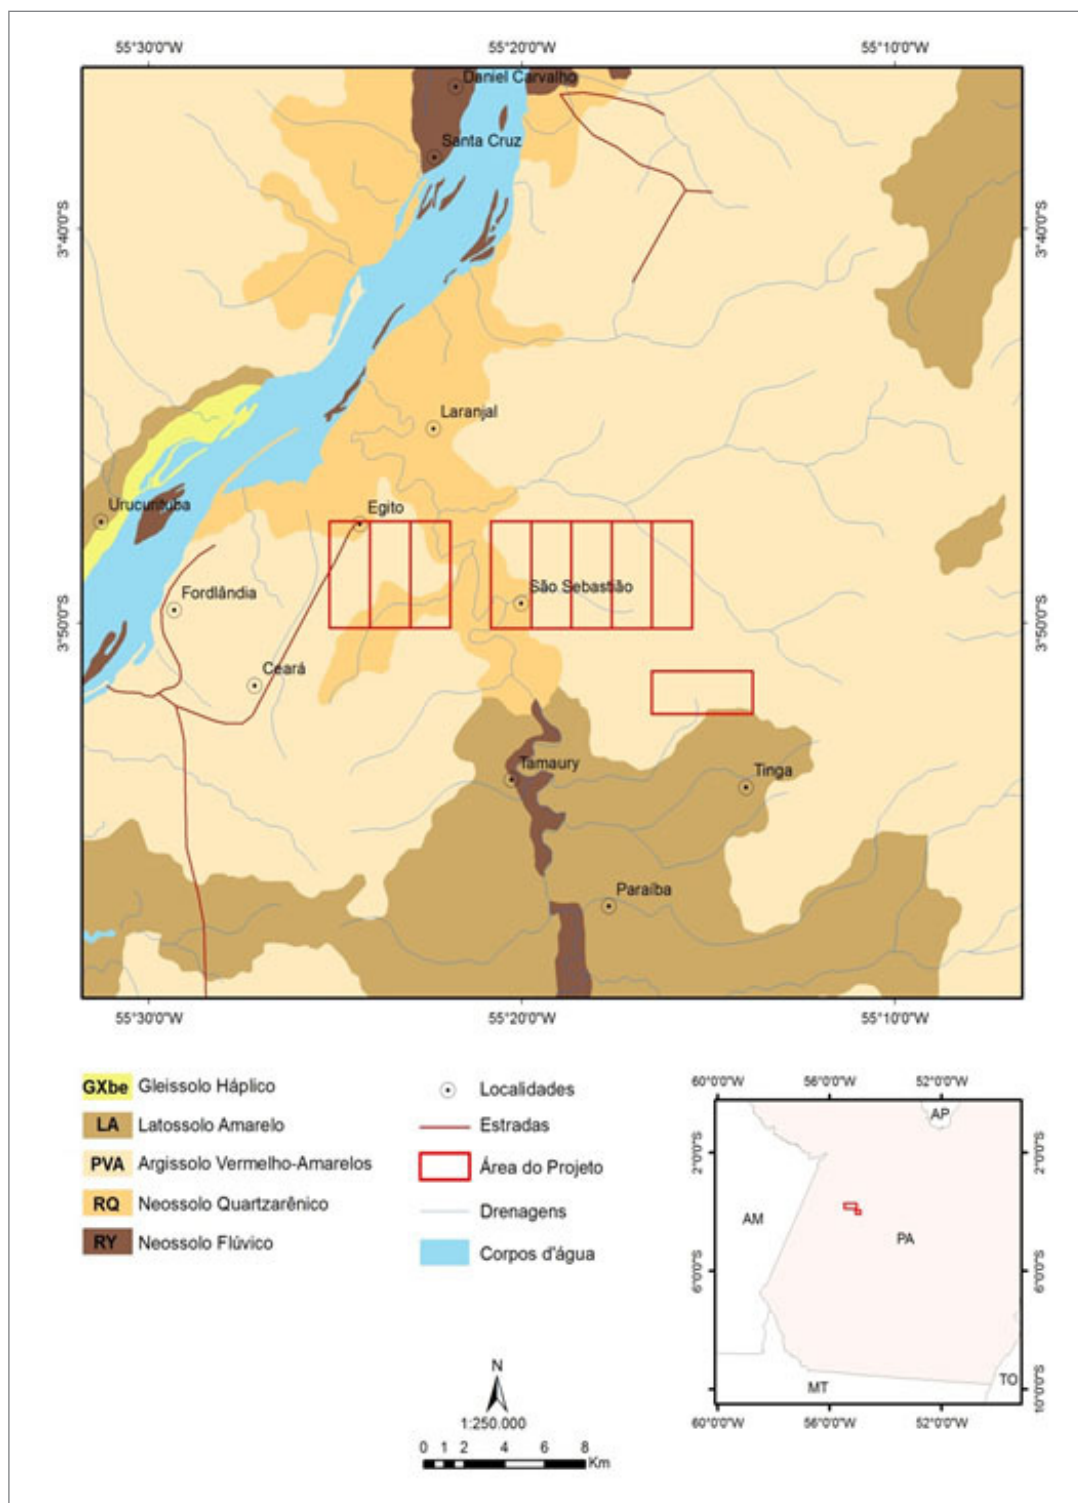 55°30'0"W 55°20'0"W 55°10'0"W
Daniel Carvalho
Santa Cruz
3°40'0"S 3°40'0"S
Laranjal
Urucurituba
Egito
Fordlândia
São Sebastião
3°50'0"S 3°50'0"S
Ceará
Tamaury
Tinga
Paraíba
55°30'0"W 55°20'0"W 55°10'0"W
GXbe Gleissolo Háplico
LA Latossolo Amarelo
PVA Argissolo Vermelho-Amarelos
RQ Neossolo Quartzarênico
RY Neossolo Flúvico
Localidades
Estradas
Área do Projeto
Drenagens
Corpos d'água
60°0'0"W 56°0'0"W 52°0'0"W
AP
2°0'0"S 2°0'0"S
AM
PA
6°0'0"S 6°0'0"S
MT
TO
10°0'0"S 10°0'0"S
60°0'0"W 56°0'0"W 52°0'0"W
N
1:250.000
0 1 2 4 6 8
Km